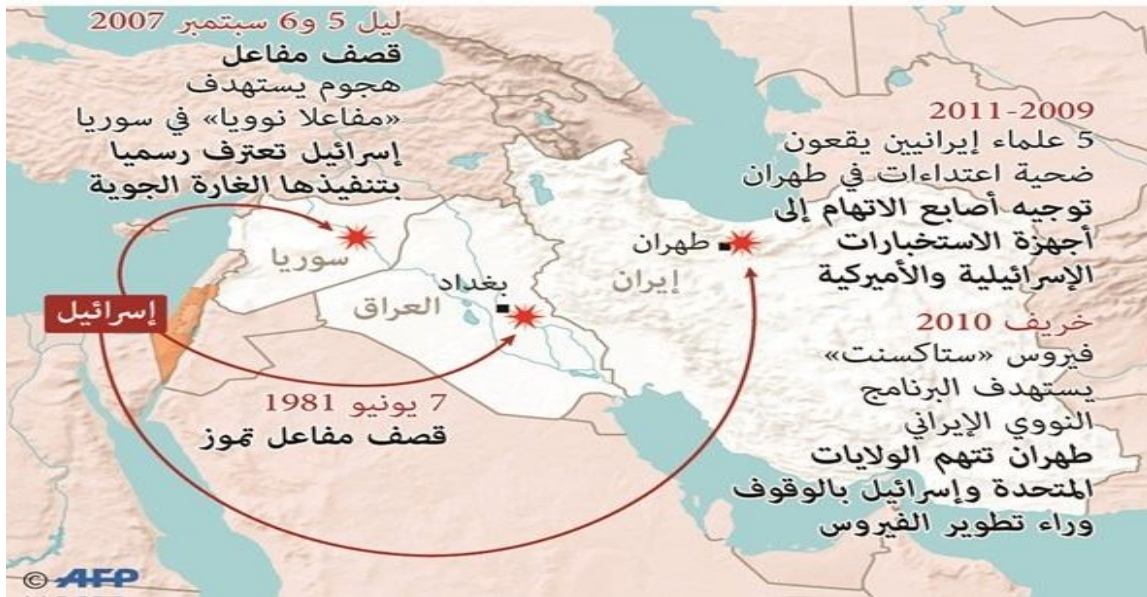 ليل 5 و6 سبتمبر 2007
قصف مفاعل
هجوم يستهدف
«مفاعلا نوويا» في سوريا
إسرائيل تعترف رسميا
بتنفيذها الغارة الجوية
2011-2009
5 علماء إيرانيين يقعون
ضحية اعتداءات في طهران
توجيه أصابع الاتهام إلى
أجهزة الاستخبارات
الإسرائيلية والأميركية
طهران
إيران
سوريا
بغداد
العراق
إسرائيل
خريف 2010
فيروس «ستاكسنت»
يستهدف البرنامج
النووي الإيراني
طهران تتهم الولايات
المتحدة وإسرائيل بالوقوف
وراء تطوير الفيروس
7 يونيو 1981
قصف مفاعل تموز
© AFP